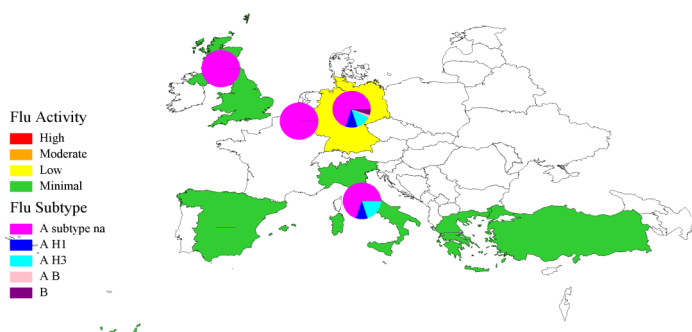 Flu Activity
High
Moderate
Low
Minimal
Flu Subtype
A subtype na
A H1
A H3
A B
B